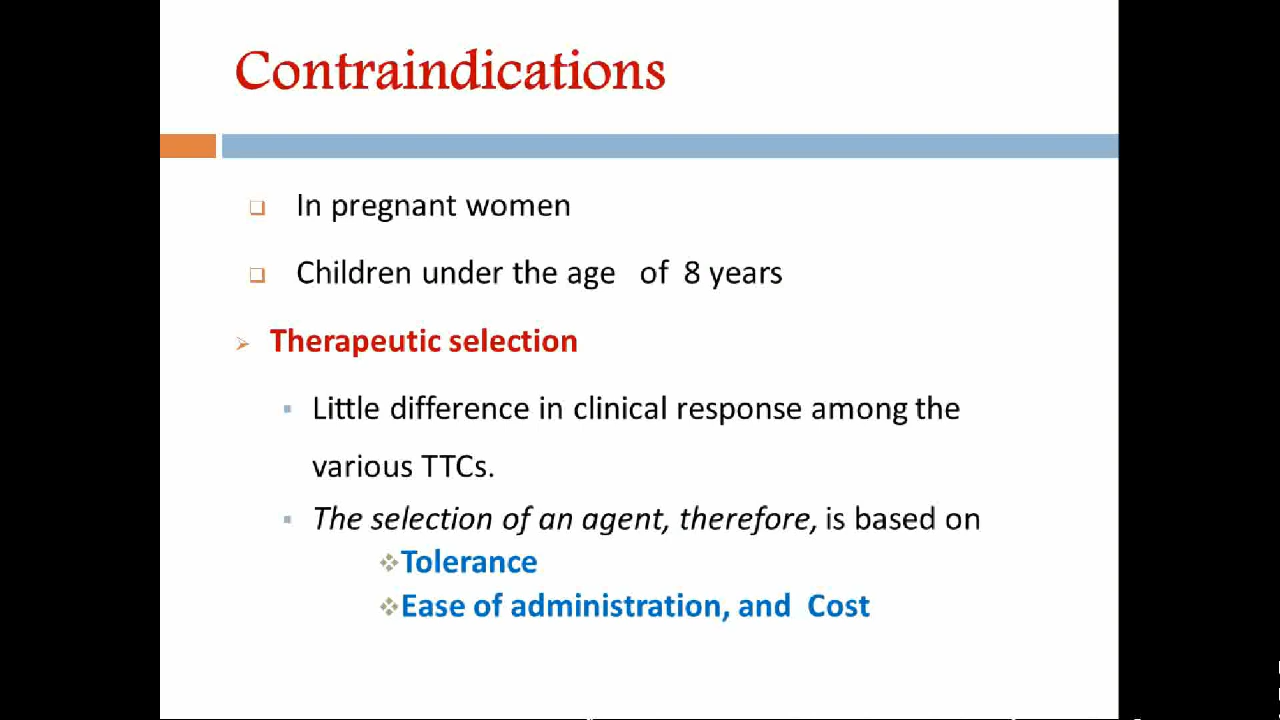 Contraindications
In pregnant women
Children under the age of 8 years
Therapeutic selection
Little difference in clinical response among the
various TTCs.
The selection of an agent, therefore, is based on
Tolerance
Ease of administration, and Cost